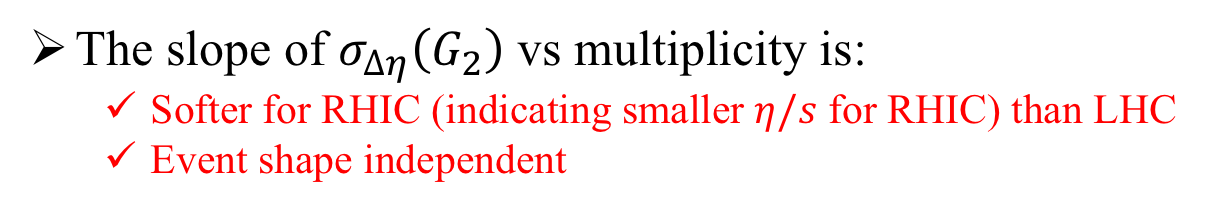 ➢ The slope of σ_Δη(G₂) vs multiplicity is:
✓ Softer for RHIC (indicating smaller η/s for RHIC) than LHC
✓ Event shape independent